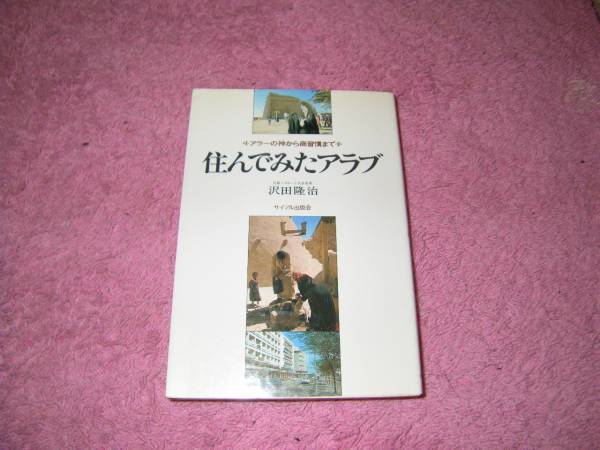 アラーの神から商習慣まで
住んでみたアラブ
沢田隆治
サイマル出版会